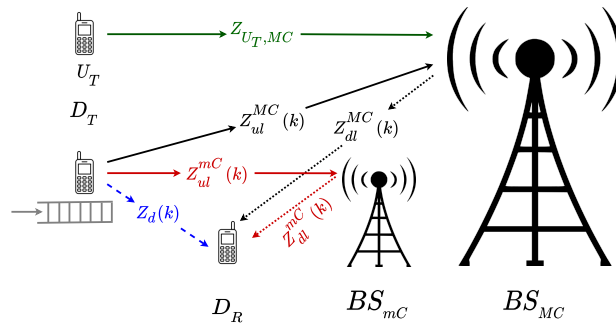 Z_{U_T,MC}
U_T
D_T
Z_{ul}^{MC}(k)
Z_{dl}^{MC}(k)
Z_{ul}^{mC}(k)
Z_d(k)
Z_{dl}^{mC}(k)
D_R
BS_{mC}
BS_{MC}